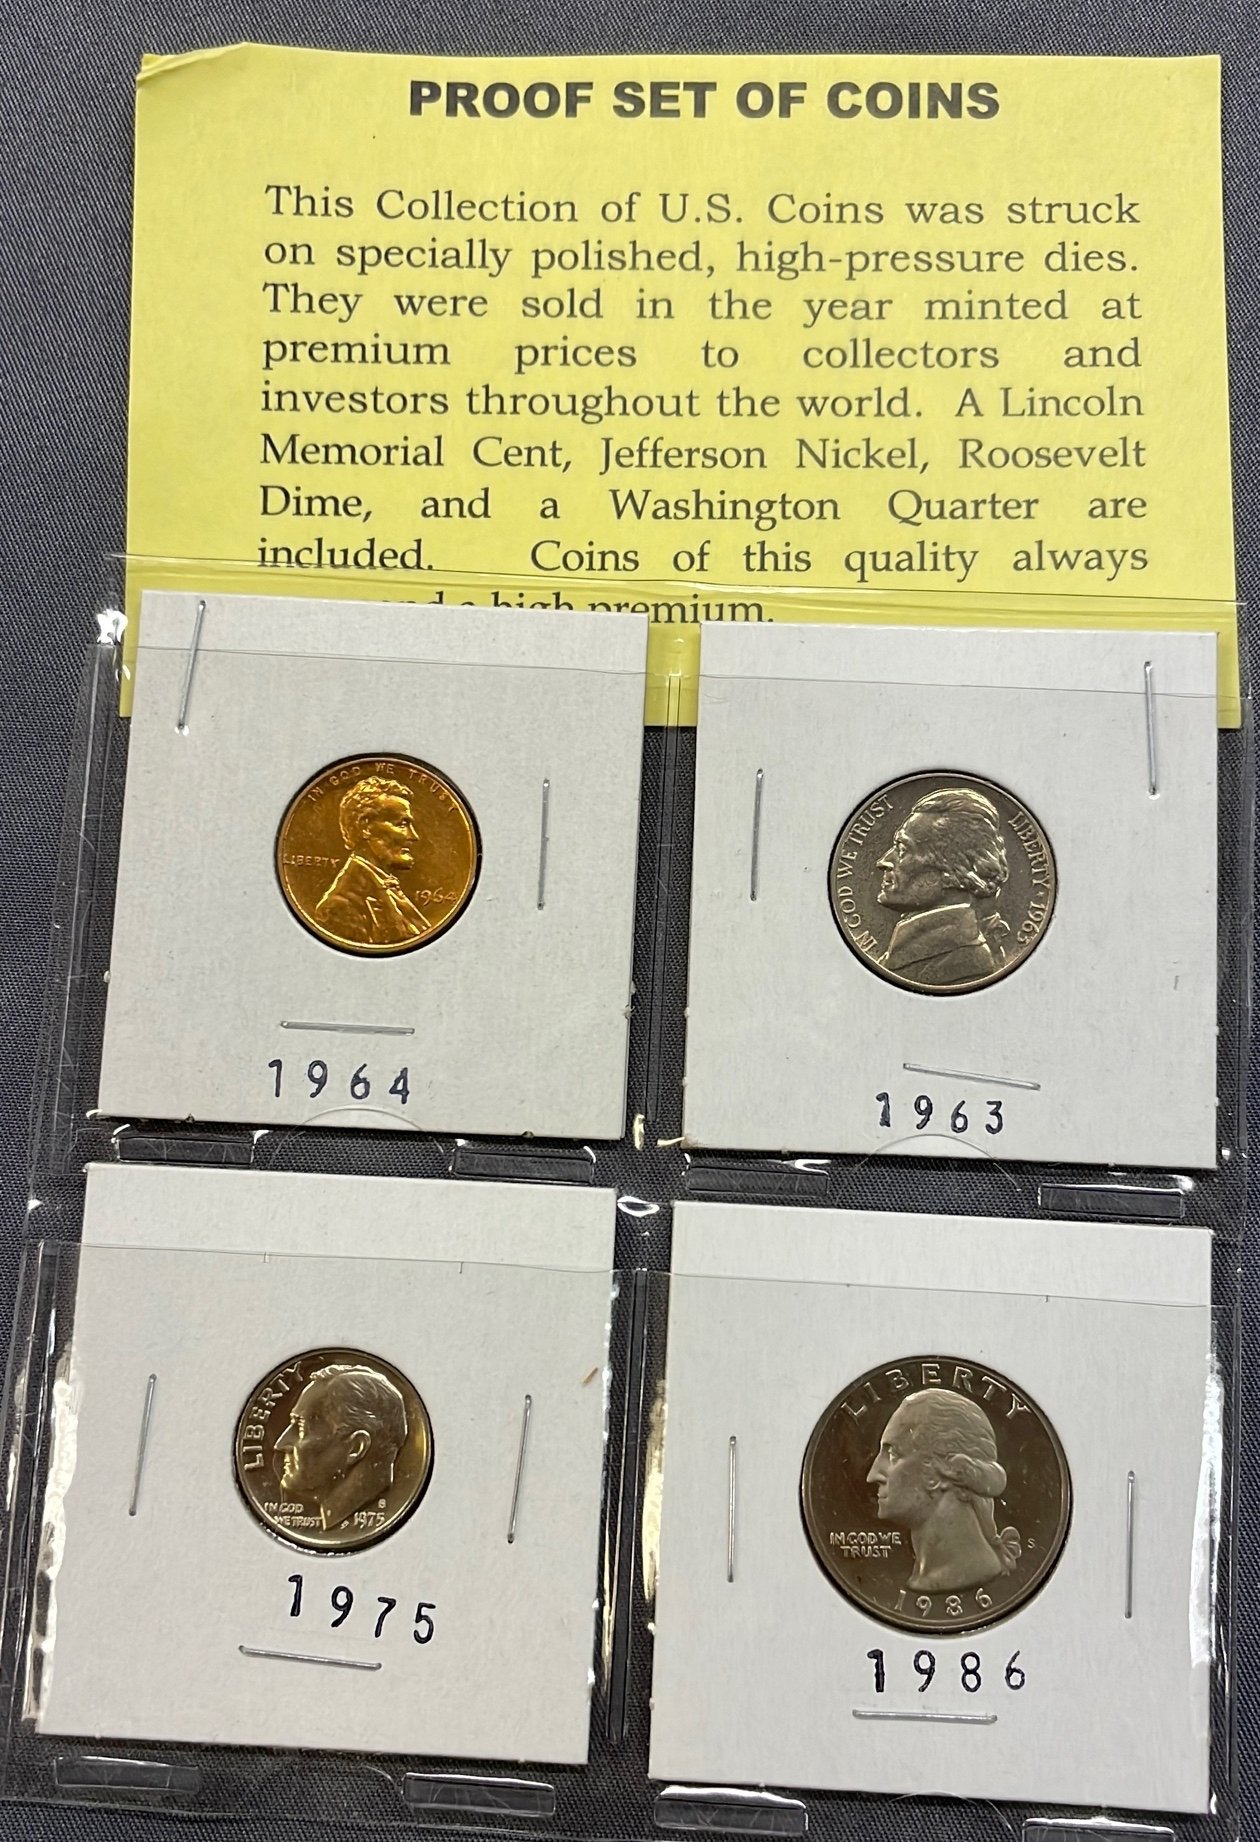 PROOF SET OF COINS
This Collection of U.S. Coins was struck
on specially polished, high-pressure dies.
They were sold in the year minted at
premium prices to collectors and
investors throughout the world. A Lincoln
Memorial Cent, Jefferson Nickel, Roosevelt
Dime, and a Washington Quarter are
included. Coins of this quality always
a high premium.
IN GOD WE TRUST
LIBERTY
1964
1964
IN GOD WE TRUST
LIBERTY · 1963
1963
LIBERTY
IN GOD
WE TRUST
S
1975
1975
LIBERTY
IN GOD WE
TRUST
S
1986
1986